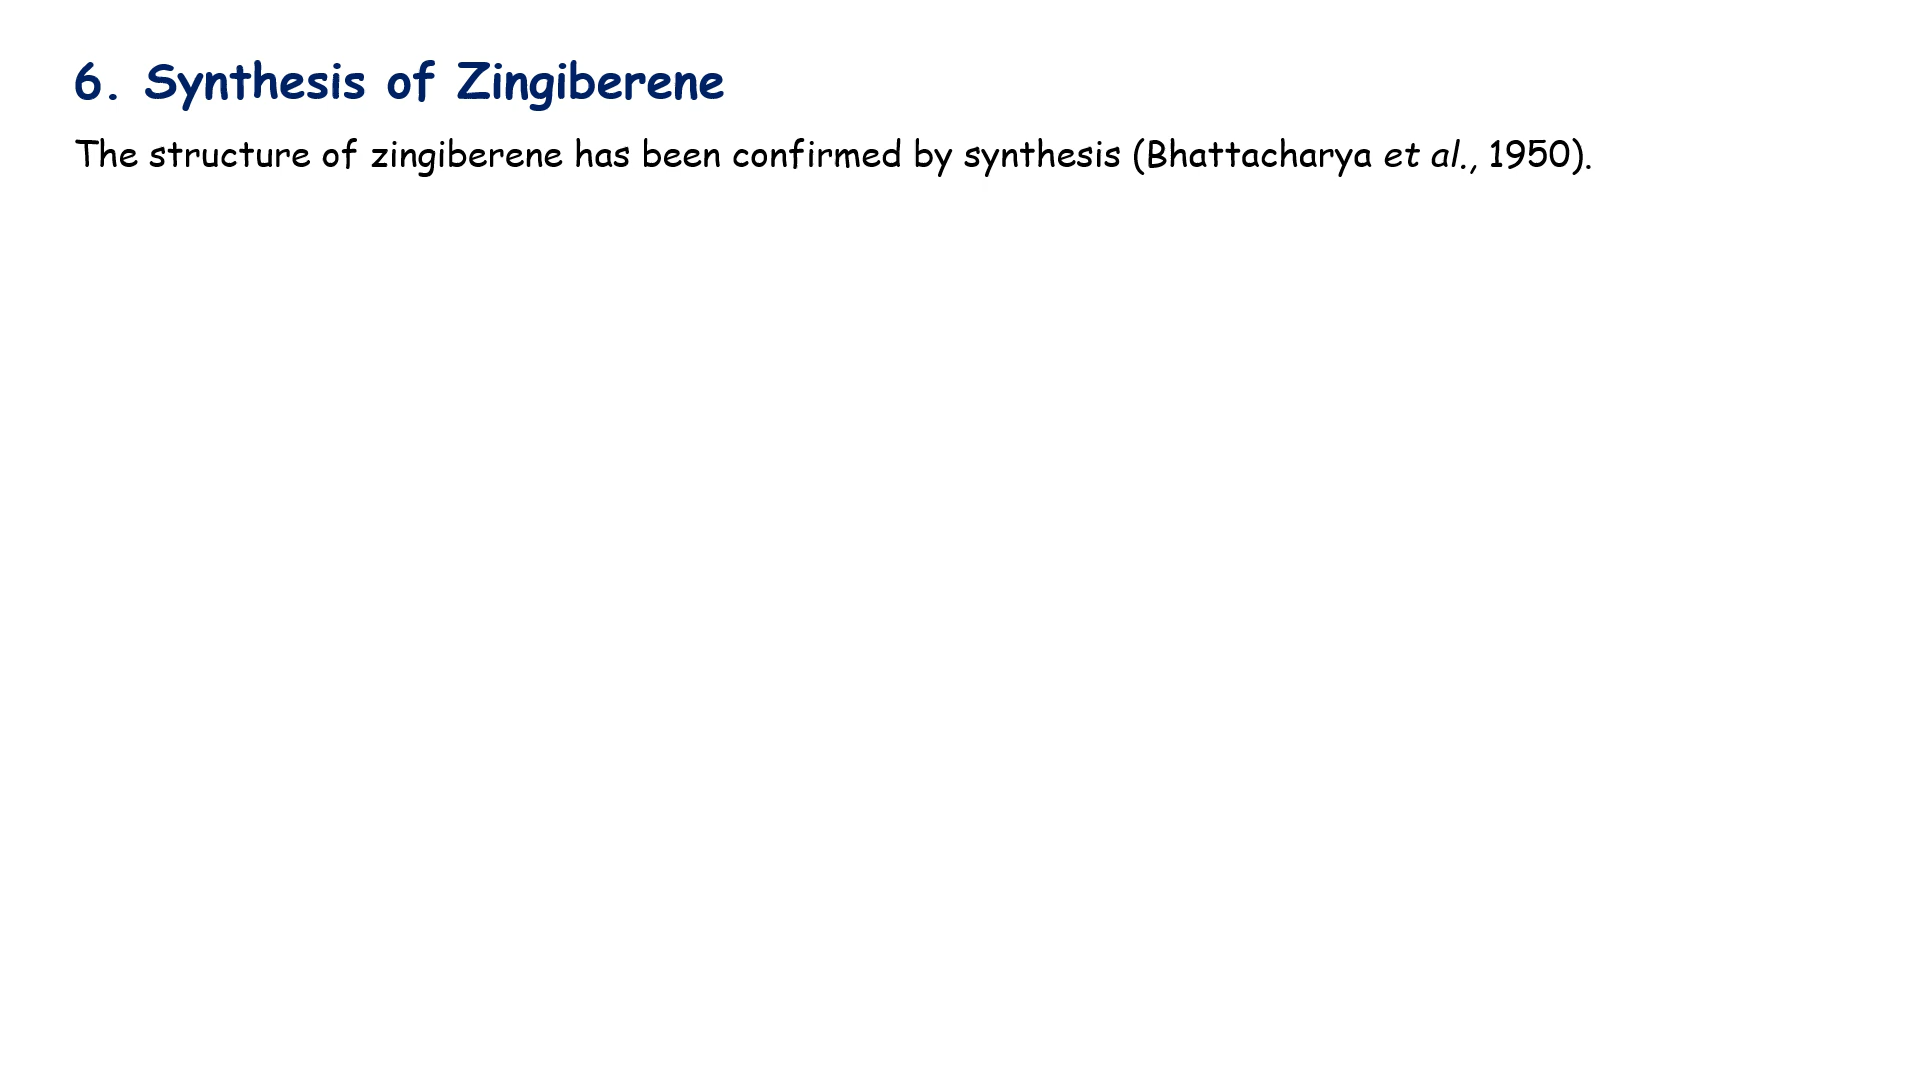 6. Synthesis of Zingiberene
The structure of zingiberene has been confirmed by synthesis (Bhattacharya et al., 1950).